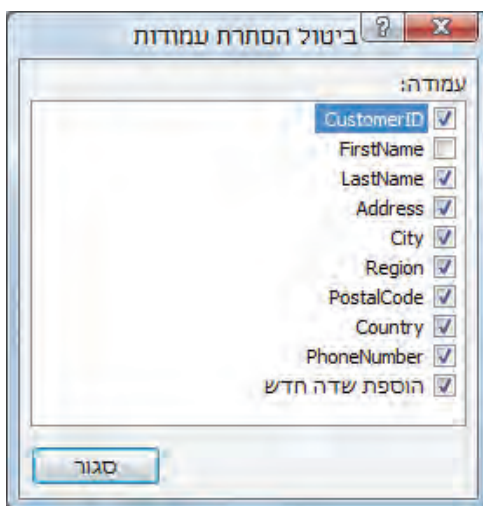 ביטול הסתרת עמודות
עמודה:
CustomerID
FirstName
LastName
Address
City
Region
PostalCode
Country
PhoneNumber
הוספת שדה חדש
סגור